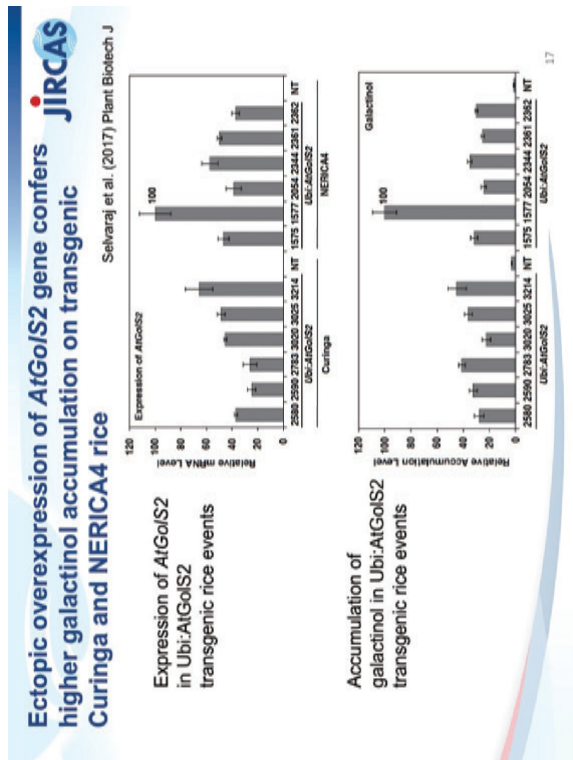 Ectopic overexpression of AtGolS2 gene confers
higher galactinol accumulation on transgenic
Curinga and NERICA4 rice
JIRCAS
Selvaraj et al. (2017) Plant Biotech J
Expression of AtGolS2
in Ubi:AtGolS2
transgenic rice events
Relative mRNA Level
120
100
80
60
40
20
0
Expression of AtGolS2
100
2580 2590 2783 3020 3025 3214 NT 1575 1577 2054 2344 2361 2362 NT
Ubi:AtGolS2 Ubi:AtGolS2
Curinga NERICA4
Accumulation of
galactinol in Ubi:AtGolS2
transgenic rice events
Relative Accumulation Level
120
100
80
60
40
20
0
Galactinol
100
2580 2590 2783 3020 3025 3214 NT 1575 1577 2054 2344 2361 2362 NT
Ubi:AtGolS2 Ubi:AtGolS2
17